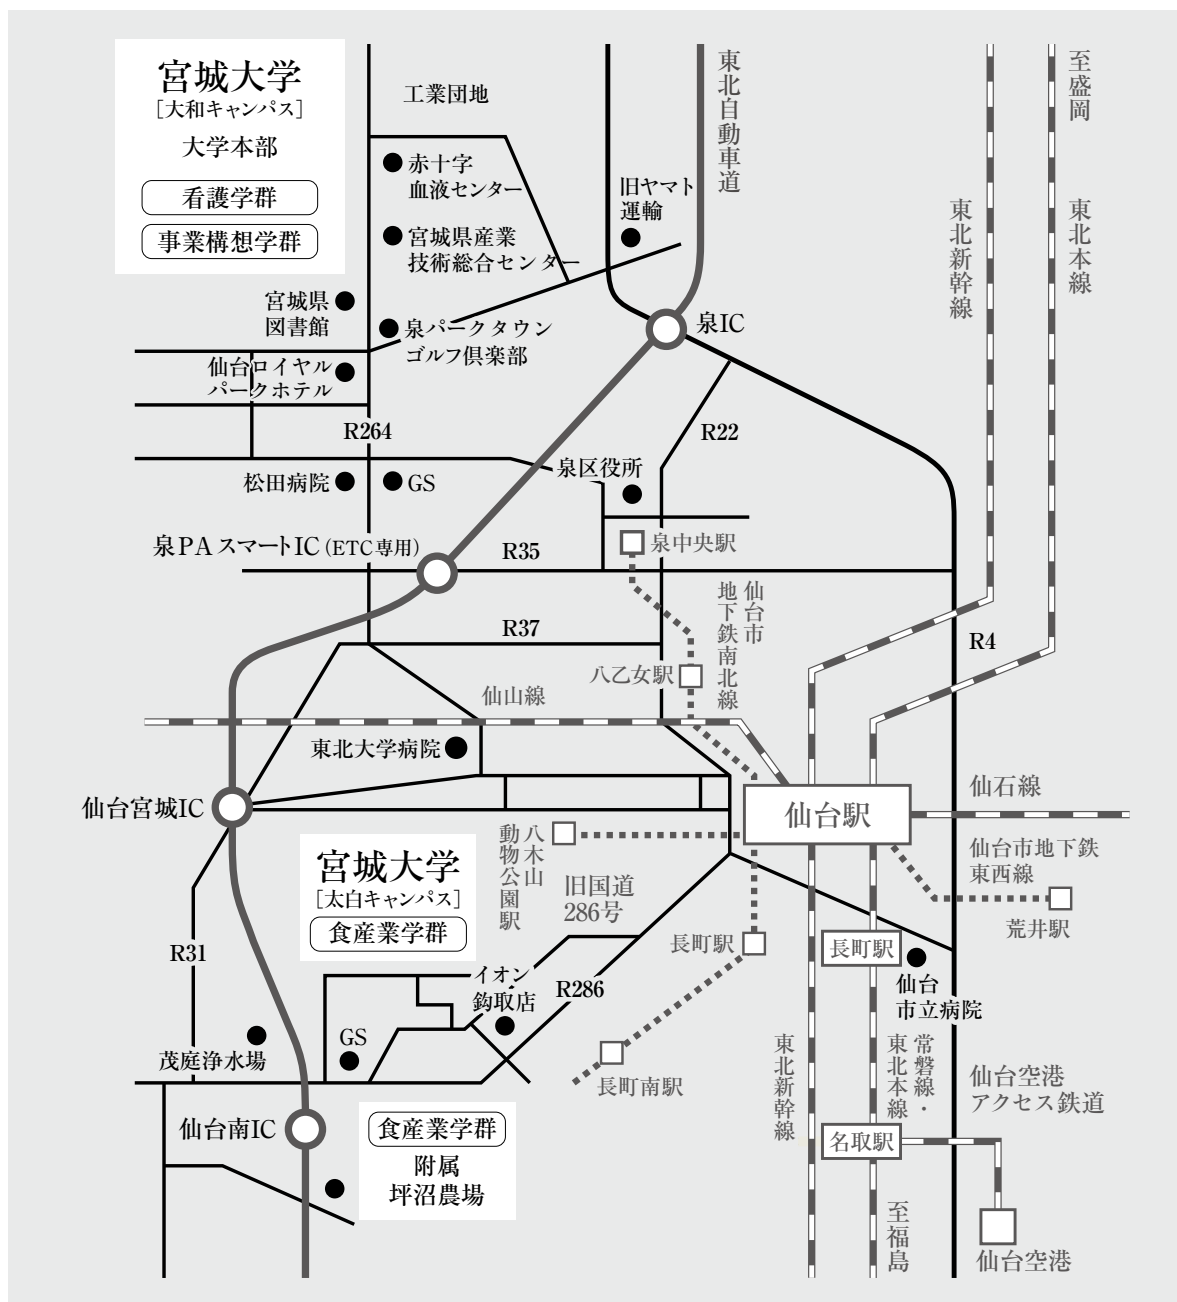 宮城大学
［大和キャンパス］
大学本部
看護学群
事業構想学群
工業団地
赤十字
血液センター
宮城県産業
技術総合センター
旧ヤマト
運輸
東北自動車道
東北新幹線
至盛岡
東北本線
宮城県
図書館
泉パークタウン
ゴルフ倶楽部
泉IC
仙台ロイヤル
パークホテル
R264
R22
松田病院
GS
泉区役所
泉PAスマートIC（ETC専用）
R35
泉中央駅
仙台市
地下鉄南北線
R37
R4
八乙女駅
仙山線
東北大学病院
仙台宮城IC
仙台駅
仙石線
宮城大学
［太白キャンパス］
食産業学群
八木山
動物公園駅
旧国道
286号
仙台市地下鉄
東西線
荒井駅
長町駅
長町駅
仙台
市立病院
R31
イオン
鈎取店
R286
GS
茂庭浄水場
長町南駅
東北新幹線
常磐線・
東北本線
仙台空港
アクセス鉄道
仙台南IC
食産業学群
附属
坪沼農場
名取駅
至福島
仙台空港